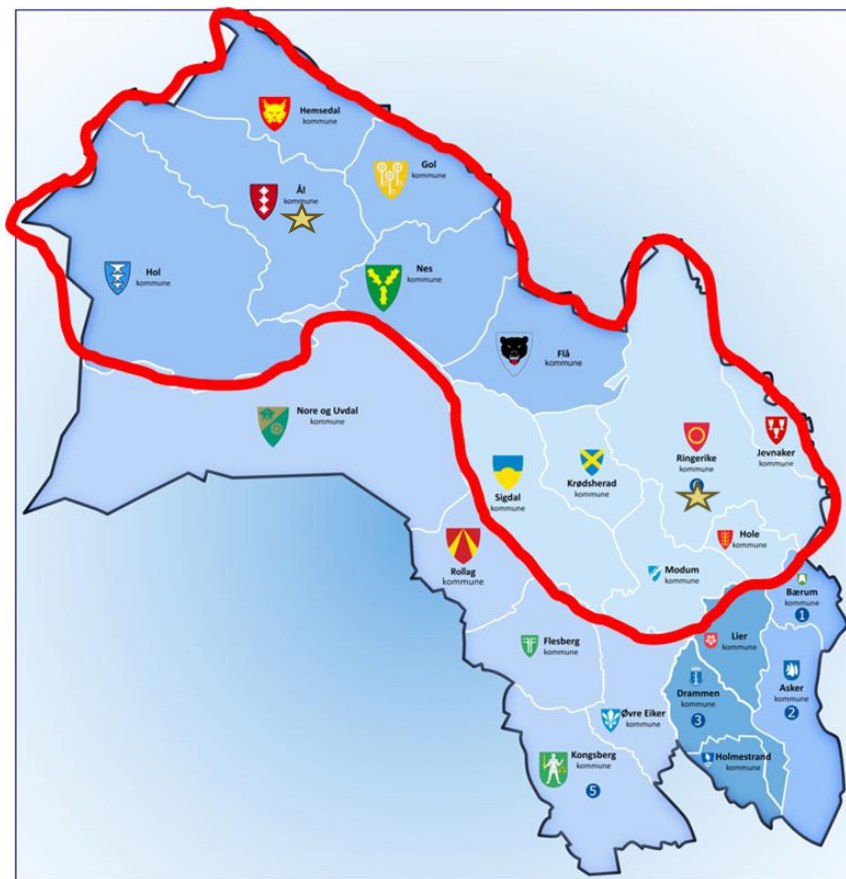 Hemsedal
kommune
Gol
kommune
Ål
kommune
Hol
kommune
Nes
kommune
Flå
kommune
Nore og Uvdal
kommune
Sigdal
kommune
Krødsherad
kommune
Ringerike
kommune
Jevnaker
kommune
Hole
kommune
Rollag
kommune
Modum
kommune
Bærum
kommune
1
Flesberg
kommune
Lier
kommune
Asker
kommune
2
Drammen
kommune
3
Øvre Eiker
kommune
Kongsberg
kommune
5
Holmestrand
kommune